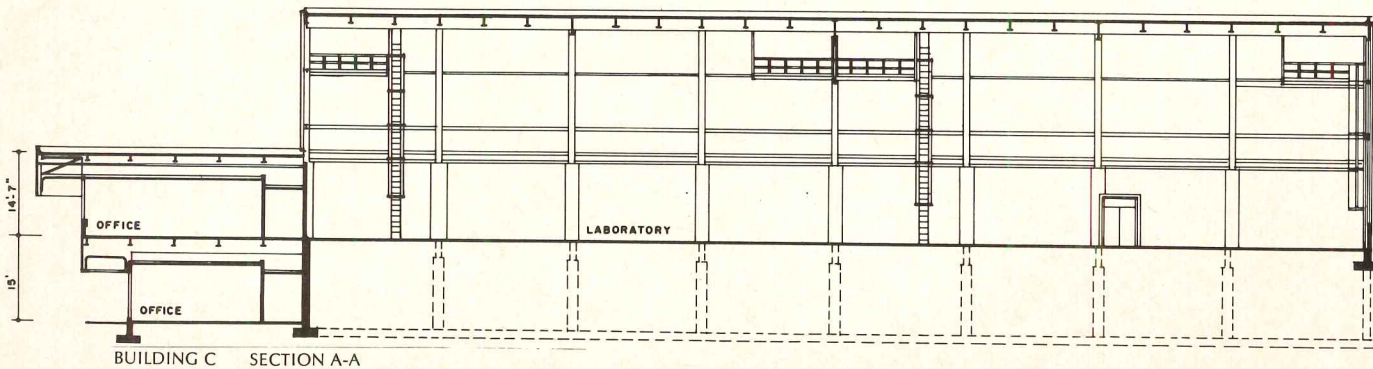 14'-7"
OFFICE
LABORATORY
15'
OFFICE
BUILDING C SECTION A-A